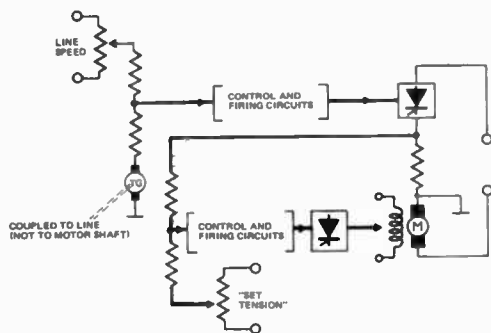 LINE
SPEED
CONTROL AND
FIRING CIRCUITS
TG
COUPLED TO LINE
(NOT TO MOTOR SHAFT)
CONTROL AND
FIRING CIRCUITS
M
"SET
TENSION"